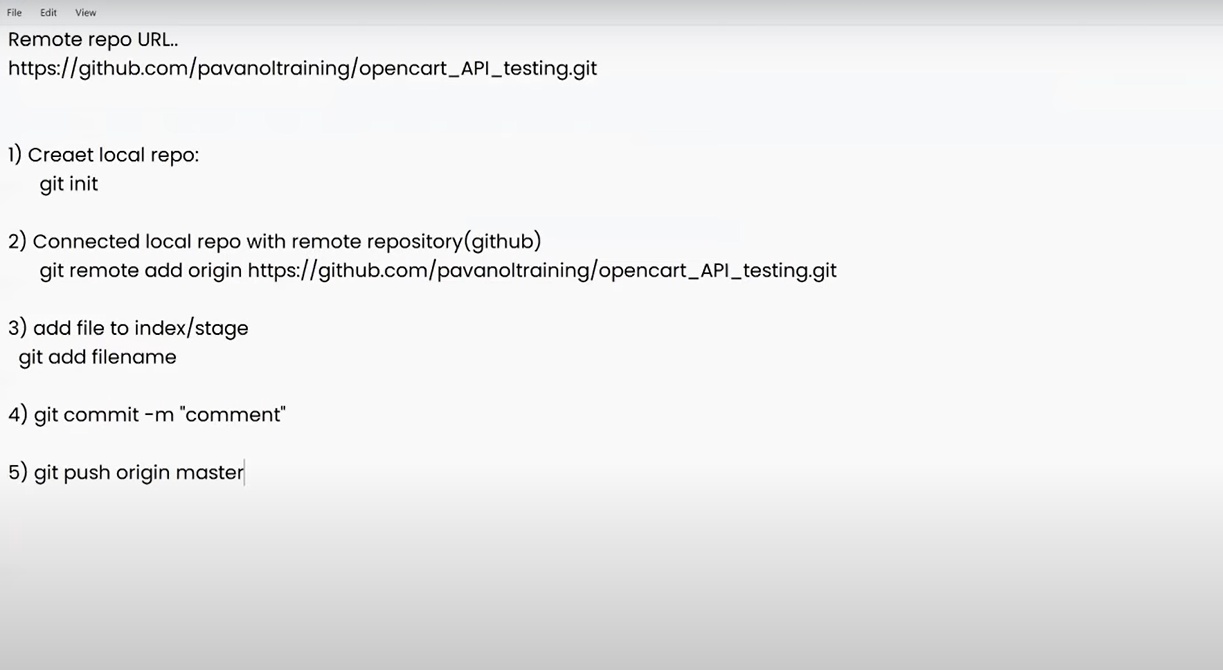 File Edit View
Remote repo URL..
https://github.com/pavanoltraining/opencart_API_testing.git
1) Creaet local repo:
git init
2) Connected local repo with remote repository(github)
git remote add origin https://github.com/pavanoltraining/opencart_API_testing.git
3) add file to index/stage
git add filename
4) git commit -m "comment"
5) git push origin master